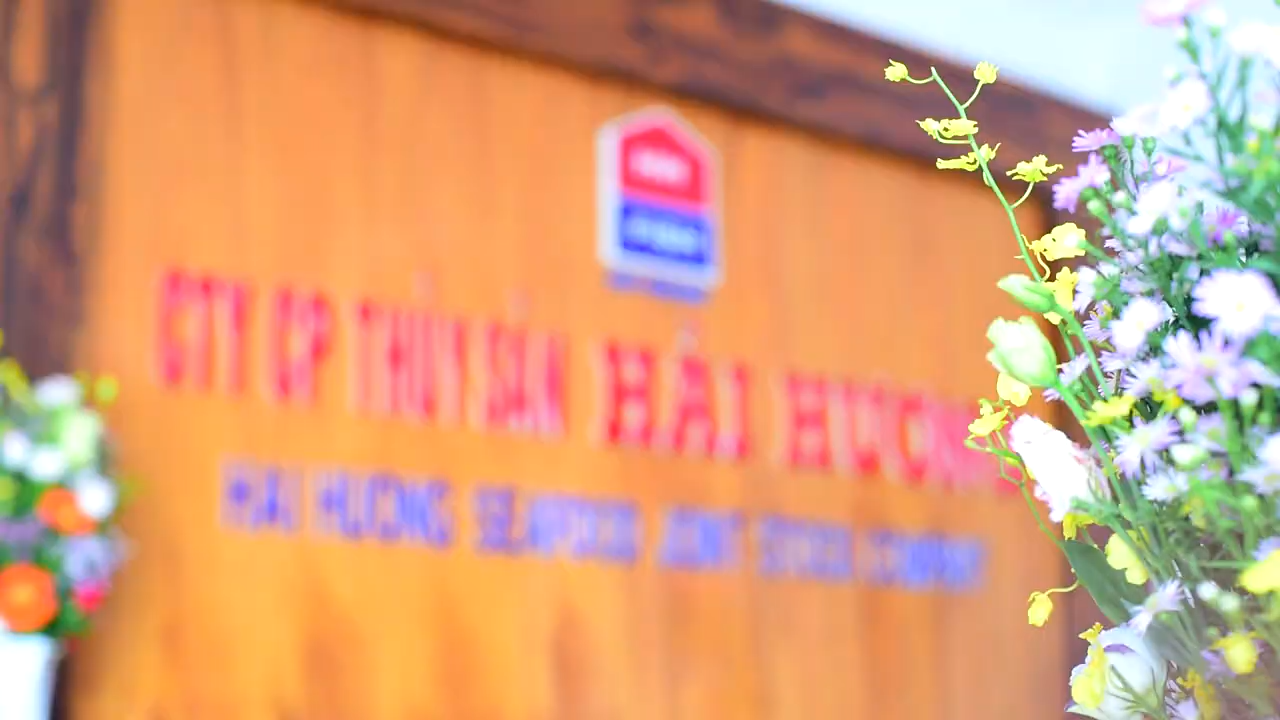 CTY CP THỦY SẢN HẢI HƯƠNG
HAI HUONG SEAFOOD JOINT STOCK COMPANY